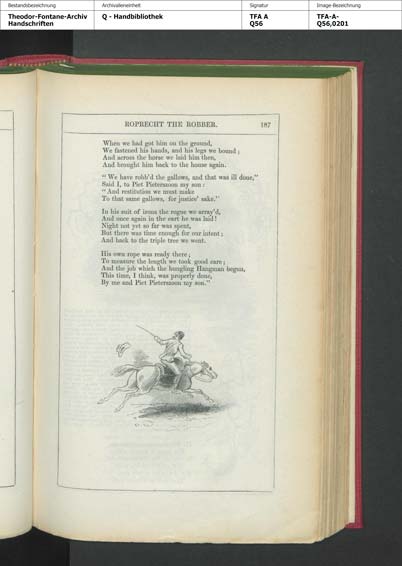 Bestandsbezeichnung
Archivalieneinheit
Signatur
Image-Bezeichnung
Theodor-Fontane-Archiv
Handschriften
Q - Handbibliothek
TFA A
Q56
TFA-A-
Q56,0201
ROPRECHT THE ROBBER. 187
When we had got him on the ground,
We fastened his hands, and his legs we bound;
And across the horse we laid him then,
And brought him back to the house again.
"We have robb'd the gallows, and that was ill done,"
Said I, to Piet Pieterszoon my son:
"And restitution we must make
To that same gallows, for justice' sake."
In his suit of irons the rogue we array'd,
And once again in the cart he was laid!
Night not yet so far was spent,
But there was time enough for our intent;
And back to the triple tree we went.
His own rope was ready there;
To measure the length we took good care;
And the job which the bungling Hangman begun,
This time, I think, was properly done,
By me and Piet Pieterszoon my son."